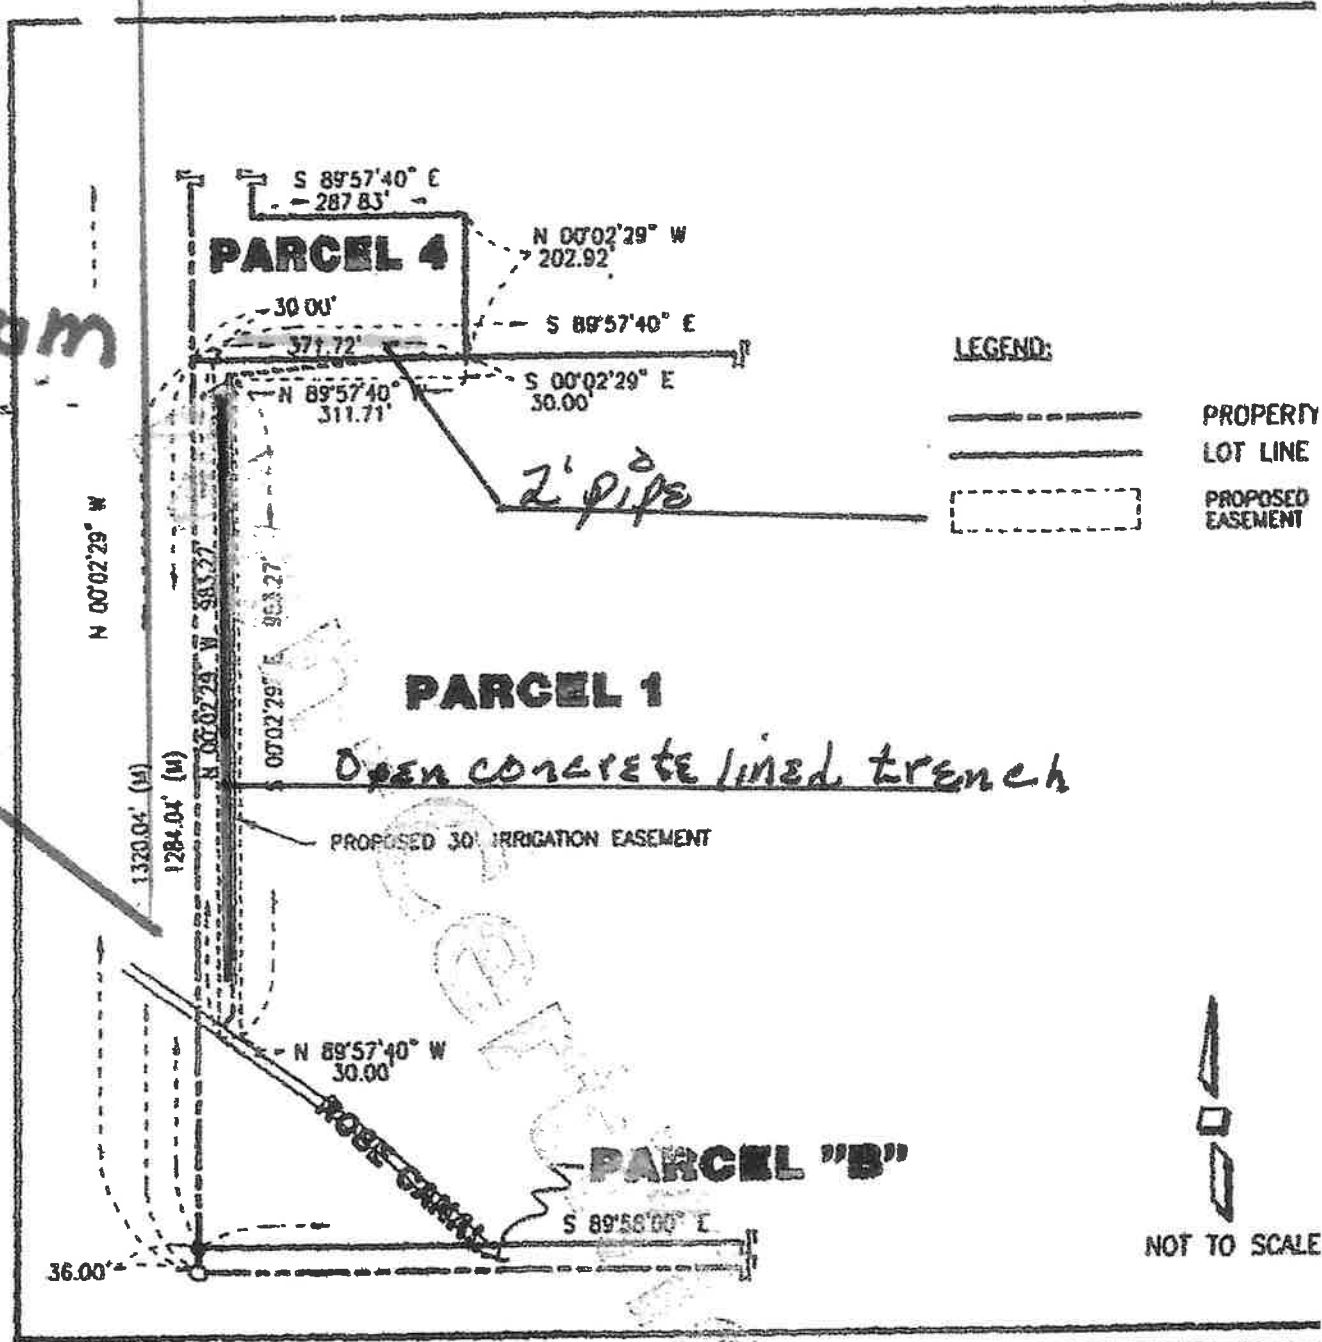 S 89°57'40" E
287.83'
PARCEL 4
N 00°02'29" W
202.92'
30.00'
S 89°57'40" E
371.72'
N 89°57'40" W
311.71'
S 00°02'29" E
30.00'
LEGEND:
PROPERTY
LOT LINE
PROPOSED
EASEMENT
2' pipe
N 00°02'29" W
N 00°02'29" W 983.27'
S 00°02'29" E 983.27'
PARCEL 1
Open concrete lined trench
1320.04' (M)
1284.04' (M)
PROPOSED 30' IRRIGATION EASEMENT
N 89°57'40" W
30.00'
PARCEL "B"
S 89°58'00" E
36.00'
NOT TO SCALE